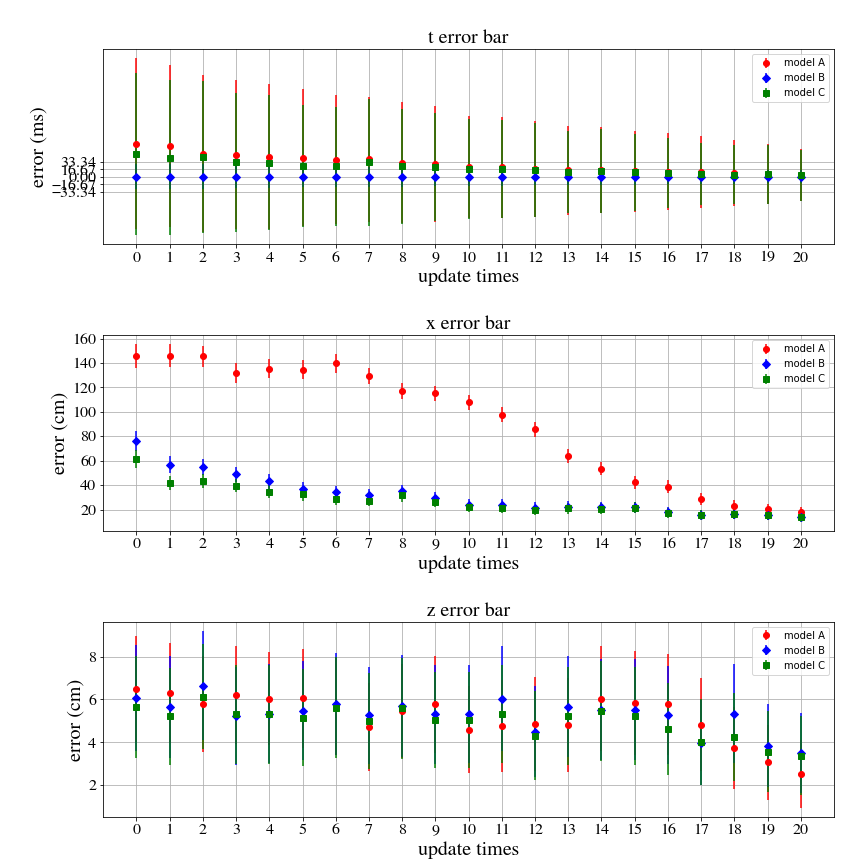 t error bar
error (ms)
33.34
16.67
0.00
−16.67
−33.34
model A
model B
model C
0 1 2 3 4 5 6 7 8 9 10 11 12 13 14 15 16 17 18 19 20
update times
x error bar
error (cm)
160
140
120
100
80
60
40
20
model A
model B
model C
0 1 2 3 4 5 6 7 8 9 10 11 12 13 14 15 16 17 18 19 20
update times
z error bar
error (cm)
8
6
4
2
model A
model B
model C
0 1 2 3 4 5 6 7 8 9 10 11 12 13 14 15 16 17 18 19 20
update times